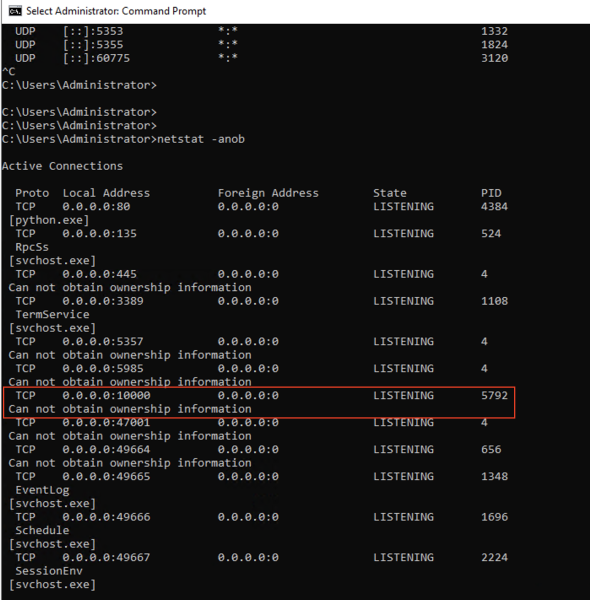 Select Administrator: Command Prompt
UDP [::]:5353 *:* 1332
UDP [::]:5355 *:* 1824
UDP [::]:60775 *:* 3120
^C
C:\Users\Administrator>
C:\Users\Administrator>
C:\Users\Administrator>
C:\Users\Administrator>netstat -anob
Active Connections
Proto Local Address Foreign Address State PID
TCP 0.0.0.0:80 0.0.0.0:0 LISTENING 4384
[python.exe]
TCP 0.0.0.0:135 0.0.0.0:0 LISTENING 524
RpcSs
[svchost.exe]
TCP 0.0.0.0:445 0.0.0.0:0 LISTENING 4
Can not obtain ownership information
TCP 0.0.0.0:3389 0.0.0.0:0 LISTENING 1108
TermService
[svchost.exe]
TCP 0.0.0.0:5357 0.0.0.0:0 LISTENING 4
Can not obtain ownership information
TCP 0.0.0.0:5985 0.0.0.0:0 LISTENING 4
Can not obtain ownership information
TCP 0.0.0.0:10000 0.0.0.0:0 LISTENING 5792
Can not obtain ownership information
TCP 0.0.0.0:47001 0.0.0.0:0 LISTENING 4
Can not obtain ownership information
TCP 0.0.0.0:49664 0.0.0.0:0 LISTENING 656
Can not obtain ownership information
TCP 0.0.0.0:49665 0.0.0.0:0 LISTENING 1348
EventLog
[svchost.exe]
TCP 0.0.0.0:49666 0.0.0.0:0 LISTENING 1696
Schedule
[svchost.exe]
TCP 0.0.0.0:49667 0.0.0.0:0 LISTENING 2224
SessionEnv
[svchost.exe]